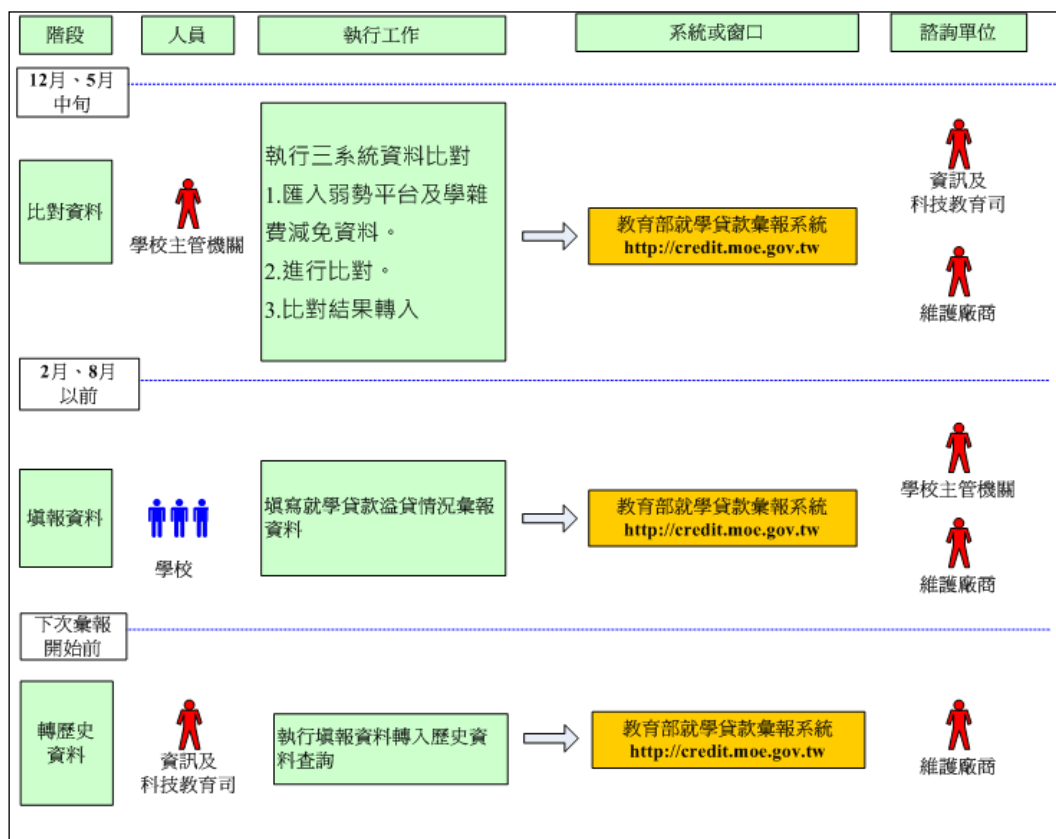 階段
人員
執行工作
系統或窗口
諮詢單位
12月、5月
中旬
比對資料
學校主管機關
執行三系統資料比對
1.匯入弱勢平台及學雜
費減免資料。
2.進行比對。
3.比對結果轉入
教育部就學貸款彙報系統
http://credit.moe.gov.tw
資訊及
科技教育司
維護廠商
2月、8月
以前
填報資料
學校
填寫就學貸款溢貸情況彙報
資料
教育部就學貸款彙報系統
http://credit.moe.gov.tw
學校主管機關
維護廠商
下次彙報
開始前
轉歷史
資料
資訊及
科技教育司
執行填報資料轉入歷史資
料查詢
教育部就學貸款彙報系統
http://credit.moe.gov.tw
維護廠商